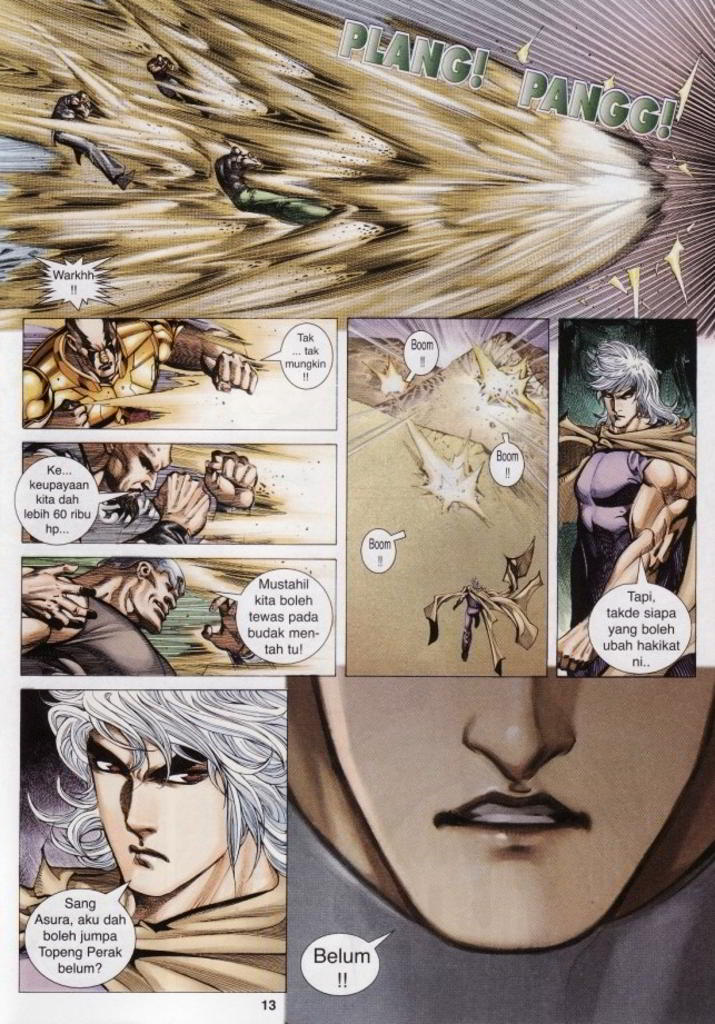 PLANG! PANGG!
Warkhh
!!
Tak
... tak
mungkin
!!
Ke...
keupayaan
kita dah
lebih 60 ribu
hp...
Mustahil
kita boleh
tewas pada
budak men-
tah tu!
Boom
!!
Boom
!!
Boom
!!
Tapi,
takde siapa
yang boleh
ubah hakikat
ni..
Sang
Asura, aku dah
boleh jumpa
Topeng Perak
belum?
Belum
!!
13